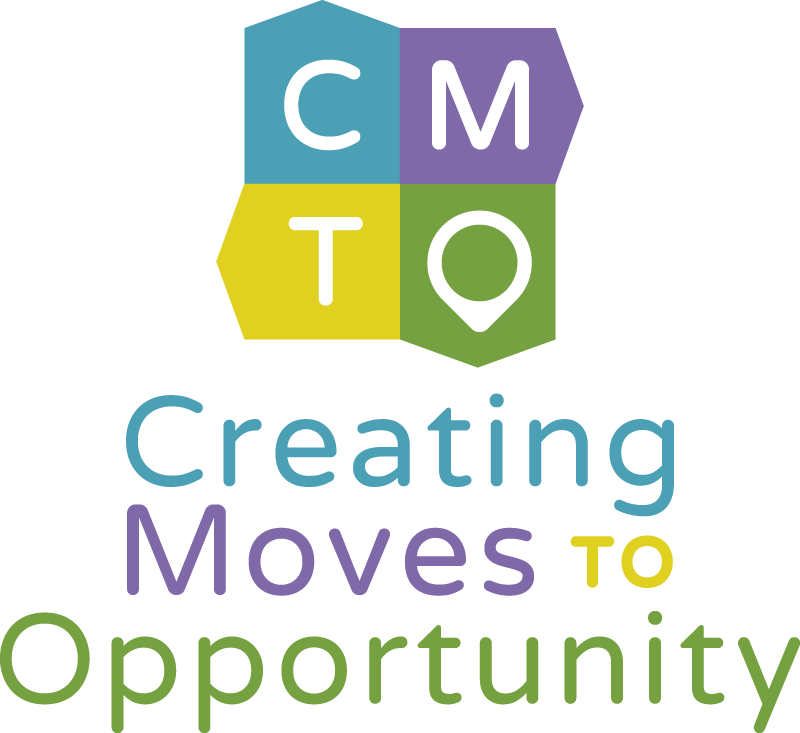 CM
TO
Creating
Moves TO
Opportunity